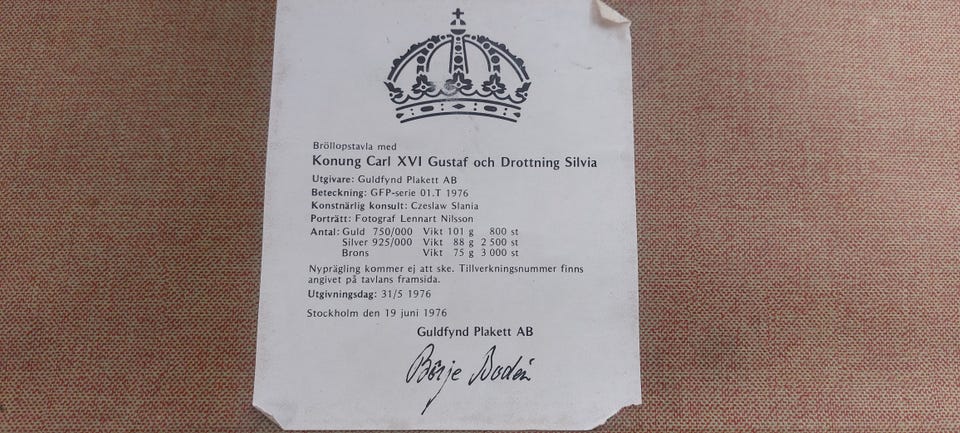 Bröllopstavla med
Konung Carl XVI Gustaf och Drottning Silvia
Utgivare: Guldfynd Plakett AB
Beteckning: GFP-serie 01.T 1976
Konstnärlig konsult: Czeslaw Slania
Porträtt: Fotograf Lennart Nilsson
Antal: Guld 750/000 Vikt 101 g 800 st
Silver 925/000 Vikt 88 g 2 500 st
Brons Vikt 75 g 3 000 st
Nyprägling kommer ej att ske. Tillverkningsnummer finns
angivet på tavlans framsida.
Utgivningsdag: 31/5 1976
Stockholm den 19 juni 1976
Guldfynd Plakett AB
Börje Bodén